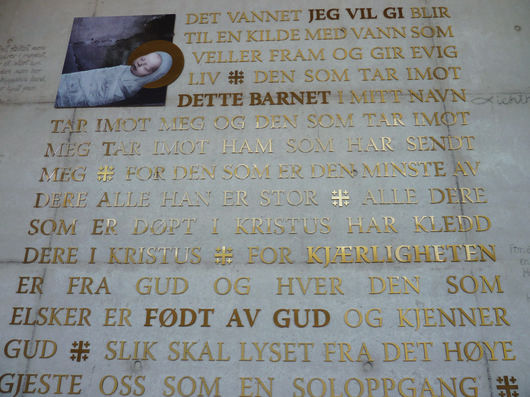 DET VANNET JEG VIL GI BLIR
TIL EN KILDE MED VANN SOM
VELLER FRAM OG GIR EVIG
LIV DEN SOM TAR IMOT
DETTE BARNET I MITT NAVN
TAR IMOT MEG OG DEN SOM TAR IMOT
MEG, TAR IMOT HAM SOM HAR SENDT
MEG FOR DEN SOM ER DEN MINSTE AV
DERE ALLE, HAN ER STOR ALLE DERE
SOM ER DØPT I KRISTUS HAR KLEDD
DERE I KRISTUS FOR KJÆRLIGHETEN
ER FRA GUD OG HVER DEN SOM
ELSKER ER FØDT AV GUD OG KJENNER
GUD SLIK SKAL LYSET FRA DET HØYE
GJESTE OSS SOM EN SOLOPPGANG